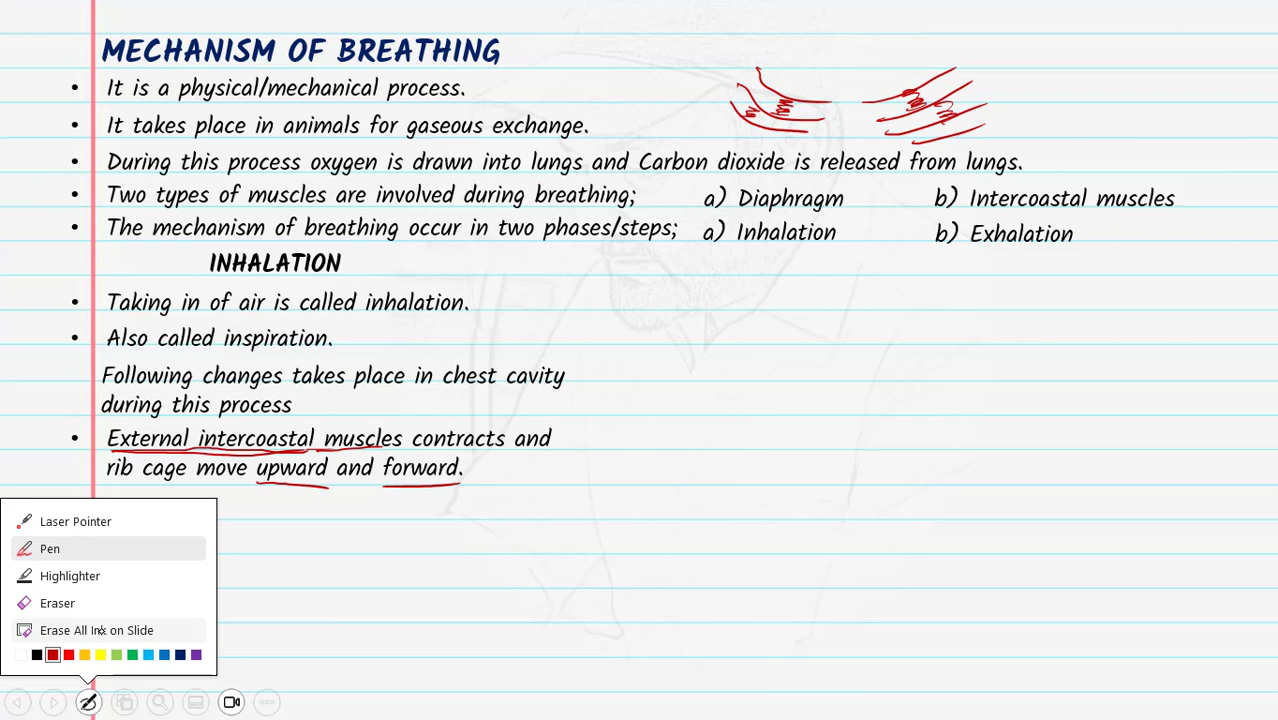 MECHANISM OF BREATHING
• It is a physical/mechanical process.
• It takes place in animals for gaseous exchange.
• During this process oxygen is drawn into lungs and Carbon dioxide is released from lungs.
• Two types of muscles are involved during breathing; a) Diaphragm b) Intercoastal muscles
• The mechanism of breathing occur in two phases/steps; a) Inhalation b) Exhalation
INHALATION
• Taking in of air is called inhalation.
• Also called inspiration.
Following changes takes place in chest cavity
during this process
• External intercoastal muscles contracts and
rib cage move upward and forward.
Laser Pointer
Pen
Highlighter
Eraser
Erase All Ink on Slide